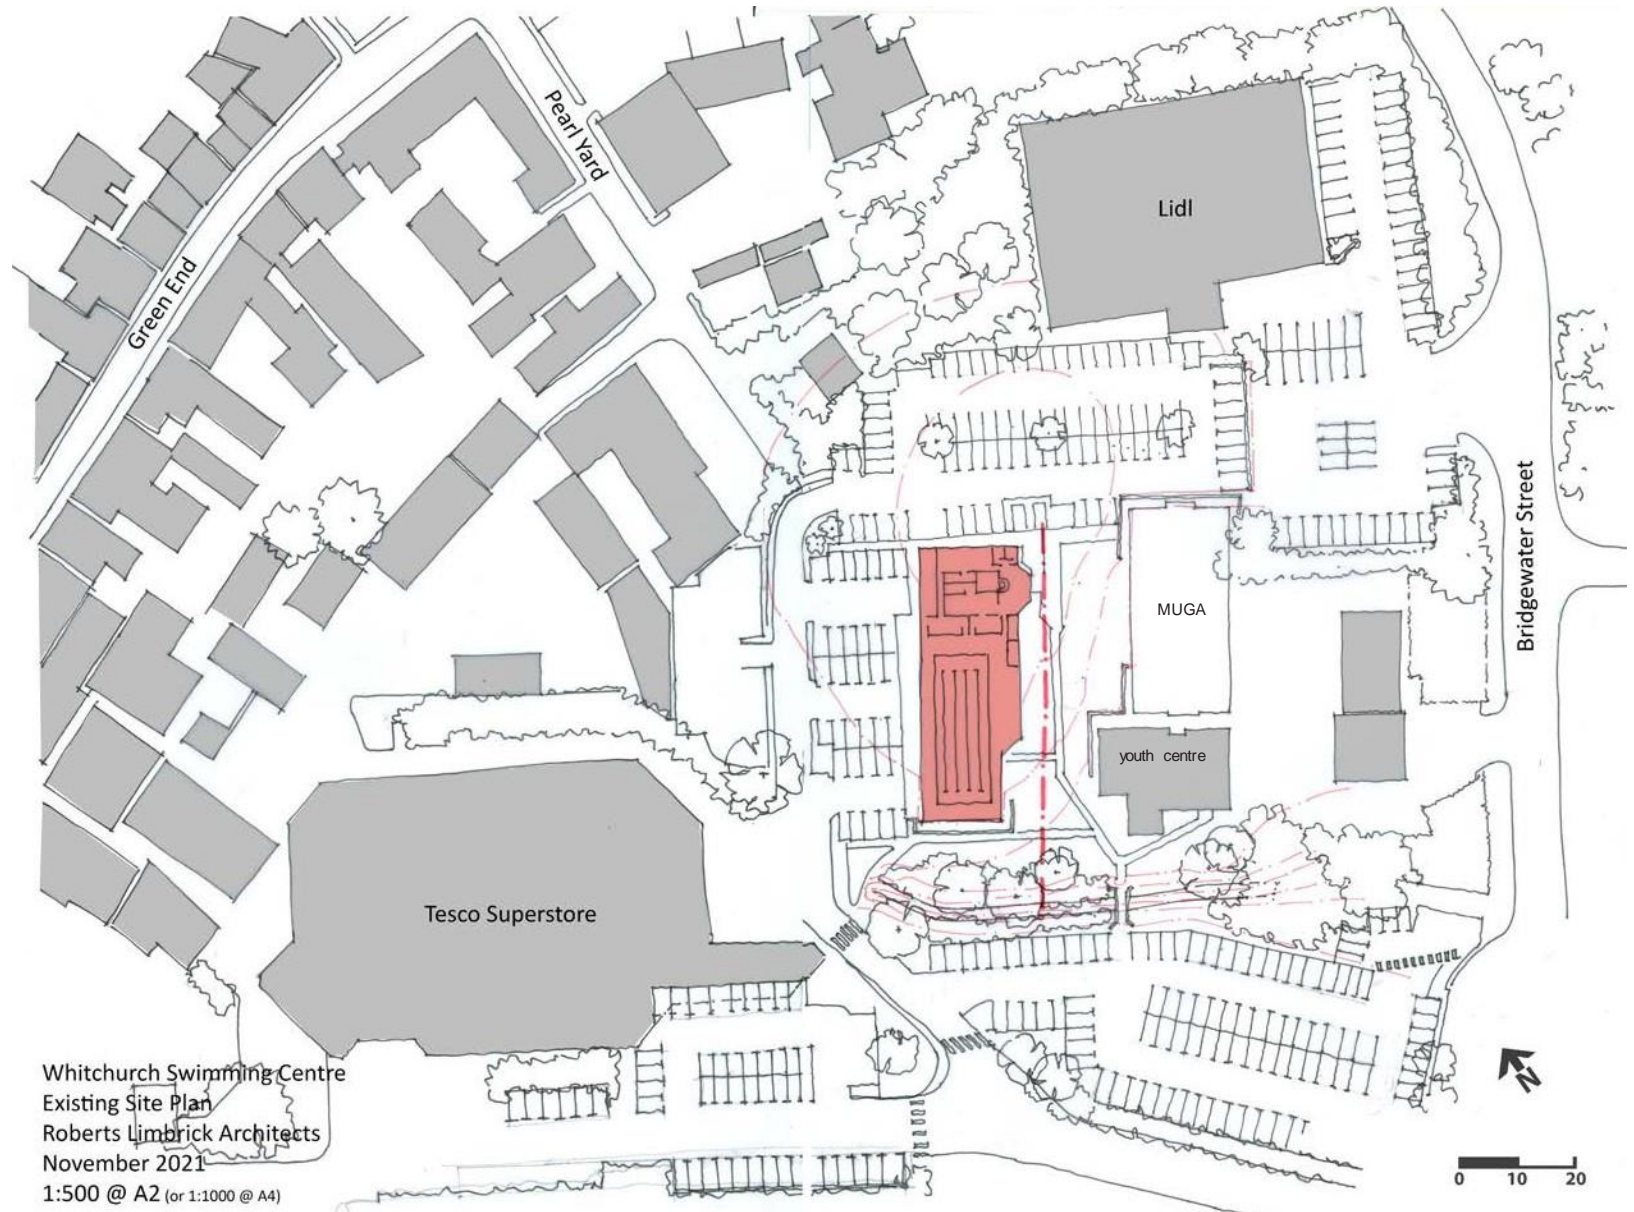 Pearl Yard
Lidl
Green End
MUGA
Bridgewater Street
youth centre
Tesco Superstore
N
Whitchurch Swimming Centre
Existing Site Plan
Roberts Limbrick Architects
November 2021
1:500 @ A2 (or 1:1000 @ A4)
0 10 20